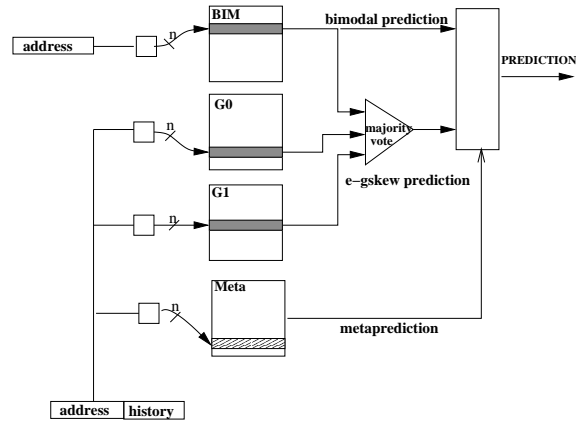 BIM
bimodal prediction
address
n
PREDICTION
G0
n
majority
vote
e-gskew prediction
G1
n
Meta
n
metaprediction
address history